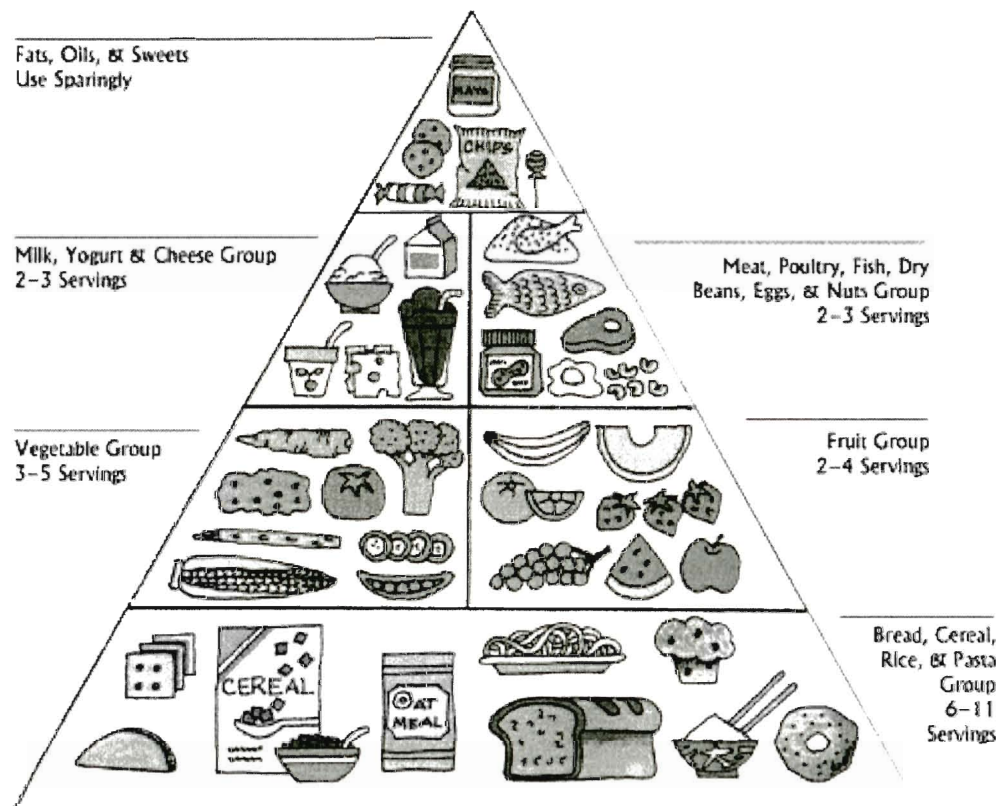 Fats, Oils, & Sweets
Use Sparingly
MAYO
CHIPS
Milk, Yogurt & Cheese Group
2-3 Servings
Meat, Poultry, Fish, Dry
Beans, Eggs, & Nuts Group
2-3 Servings
Vegetable Group
3-5 Servings
Fruit Group
2-4 Servings
Bread, Cereal,
Rice, & Pasta
Group
6-11
Servings
CEREAL
OAT
MEAL